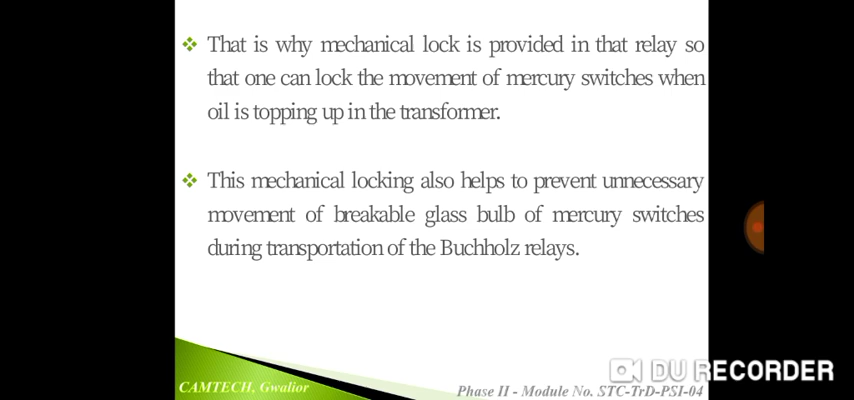 That is why mechanical lock is provided in that relay so
that one can lock the movement of mercury switches when
oil is topping up in the transformer.
This mechanical locking also helps to prevent unnecessary
movement of breakable glass bulb of mercury switches
during transportation of the Buchholz relays.
DU RECORDER
CAMTECH, Gwalior
Phase II - Module No. STC-TrD-PSI-04